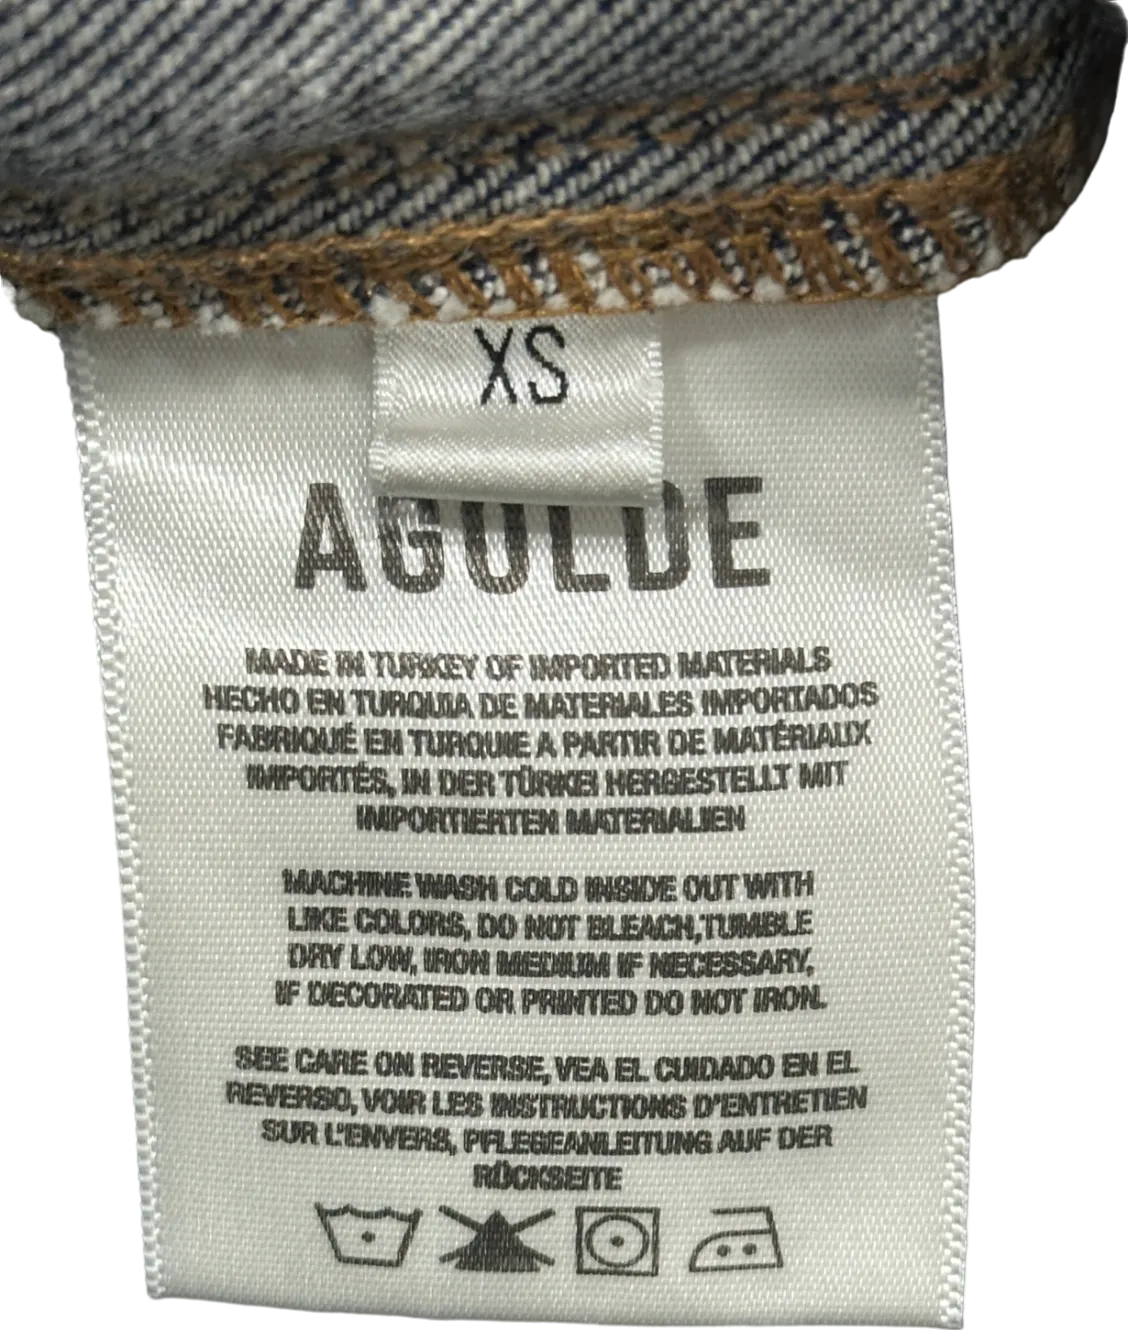 XS
AGOLDE
MADE IN TURKEY OF IMPORTED MATERIALS
HECHO EN TURQUIA DE MATERIALES IMPORTADOS
FABRIQUÉ EN TURQUIE A PARTIR DE MATÉRIAUX
IMPORTÉS, IN DER TÜRKEI HERGESTELLT MIT
IMPORTIERTEN MATERIALIEN
MACHINE WASH COLD INSIDE OUT WITH
LIKE COLORS, DO NOT BLEACH,TUMBLE
DRY LOW, IRON MEDIUM IF NECESSARY,
IF DECORATED OR PRINTED DO NOT IRON.
SEE CARE ON REVERSE, VEA EL CUIDADO EN EL
REVERSO, VOIR LES INSTRUCTIONS D'ENTRETIEN
SUR L'ENVERS, PFLEGEANLEITUNG AUF DER
RÜCKSEITE